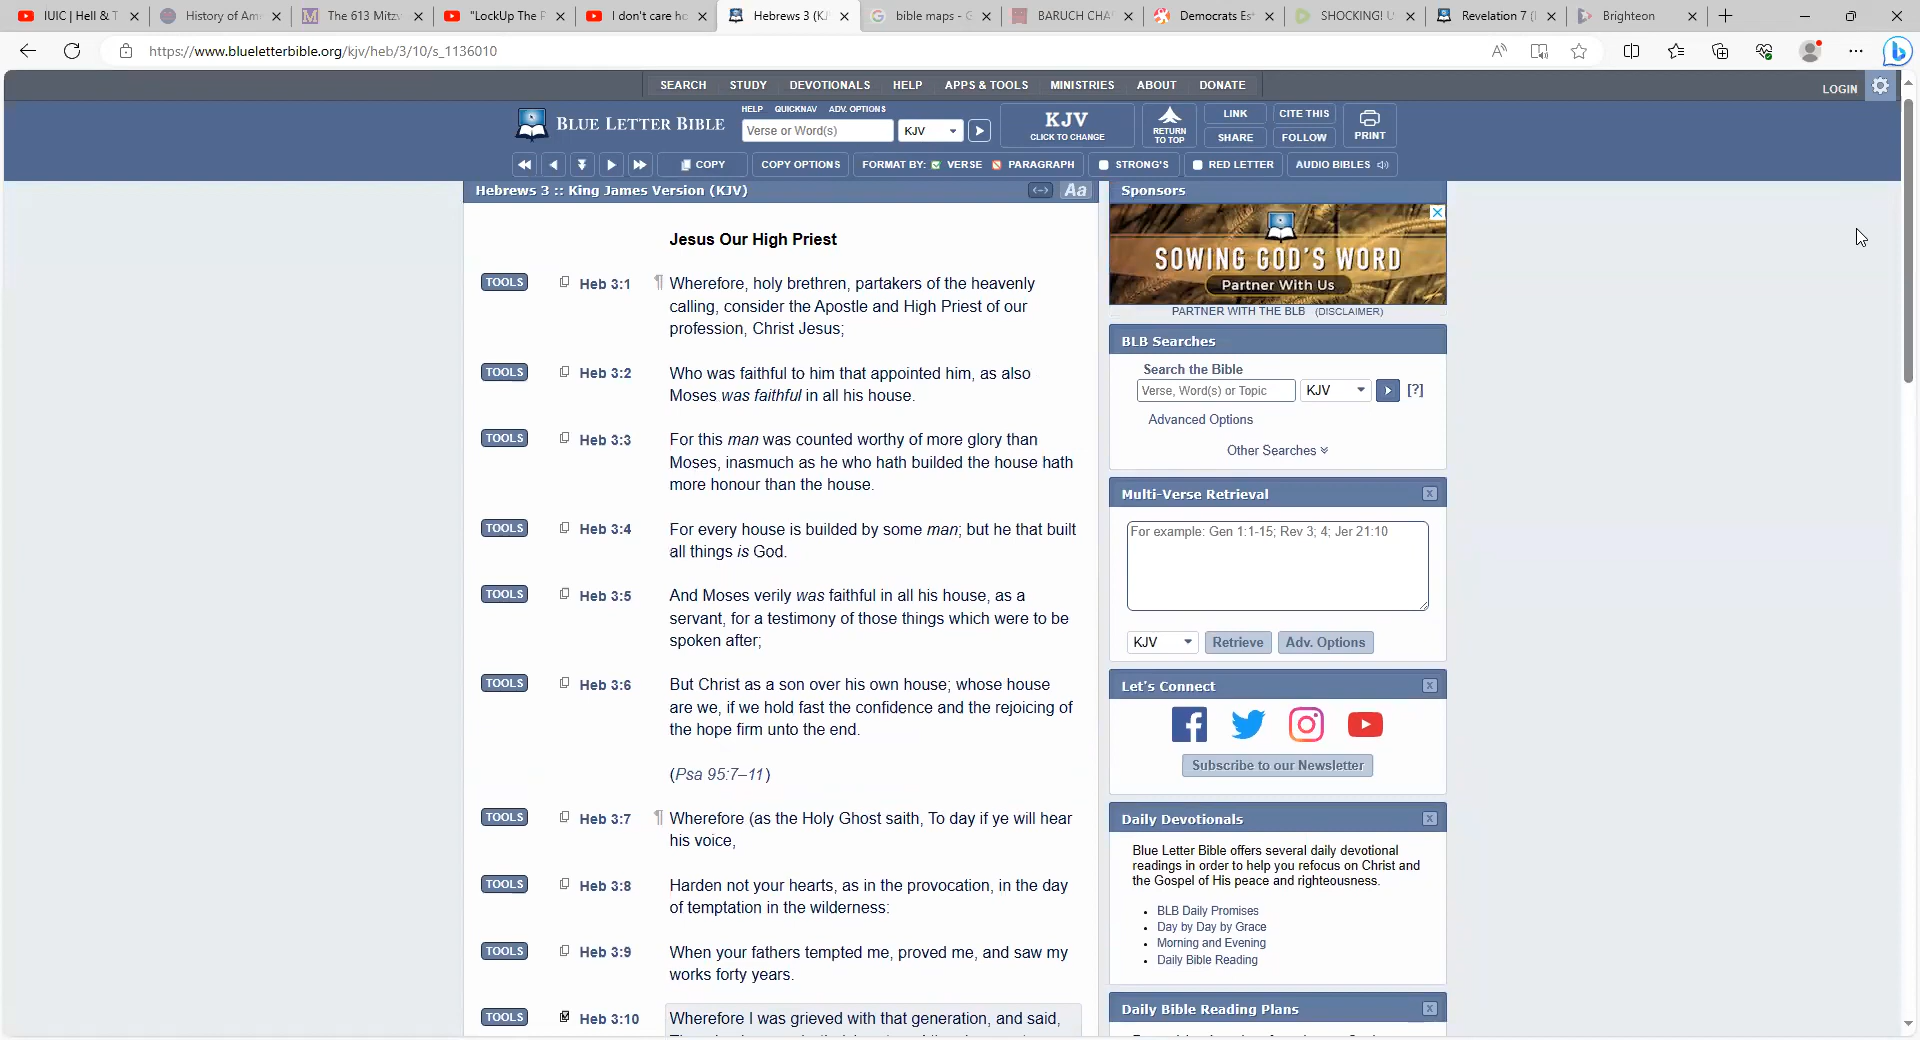 IUIC | Hell & T
History of Am
The 613 Mitzv
"LockUp The P
I don't care ho
Hebrews 3 (KJ
bible maps - G
BARUCH CHA
Democrats Est
SHOCKING! U
Revelation 7 (
Brighteon
https://www.blueletterbible.org/kjv/heb/3/10/s_1136010
SEARCH STUDY DEVOTIONALS HELP APPS & TOOLS MINISTRIES ABOUT DONATE
LOGIN
BLUE LETTER BIBLE
HELP QUICKNAV ADV. OPTIONS
Verse or Word(s)
KJV
KJV
CLICK TO CHANGE
RETURN
TO TOP
LINK
CITE THIS
SHARE
FOLLOW
PRINT
COPY
COPY OPTIONS
FORMAT BY: VERSE PARAGRAPH
STRONG'S
RED LETTER
AUDIO BIBLES
Hebrews 3 :: King James Version (KJV)
Aa
Jesus Our High Priest
TOOLS Heb 3:1 ¶ Wherefore, holy brethren, partakers of the heavenly
calling, consider the Apostle and High Priest of our
profession, Christ Jesus;
TOOLS Heb 3:2 Who was faithful to him that appointed him, as also
Moses was faithful in all his house.
TOOLS Heb 3:3 For this man was counted worthy of more glory than
Moses, inasmuch as he who hath builded the house hath
more honour than the house.
TOOLS Heb 3:4 For every house is builded by some man; but he that built
all things is God.
TOOLS Heb 3:5 And Moses verily was faithful in all his house, as a
servant, for a testimony of those things which were to be
spoken after;
TOOLS Heb 3:6 But Christ as a son over his own house; whose house
are we, if we hold fast the confidence and the rejoicing of
the hope firm unto the end.
(Psa 95:7–11)
TOOLS Heb 3:7 ¶ Wherefore (as the Holy Ghost saith, To day if ye will hear
his voice,
TOOLS Heb 3:8 Harden not your hearts, as in the provocation, in the day
of temptation in the wilderness:
TOOLS Heb 3:9 When your fathers tempted me, proved me, and saw my
works forty years.
TOOLS Heb 3:10 Wherefore I was grieved with that generation, and said,
Sponsors
SOWING GOD'S WORD
Partner With Us
PARTNER WITH THE BLB (DISCLAIMER)
BLB Searches
Search the Bible
Verse, Word(s) or Topic
KJV
[?]
Advanced Options
Other Searches
Multi-Verse Retrieval
For example: Gen 1:1-15; Rev 3; 4; Jer 21:10
KJV
Retrieve
Adv. Options
Let's Connect
Subscribe to our Newsletter
Daily Devotionals
Blue Letter Bible offers several daily devotional
readings in order to help you refocus on Christ and
the Gospel of His peace and righteousness.
BLB Daily Promises
Day by Day by Grace
Morning and Evening
Daily Bible Reading
Daily Bible Reading Plans